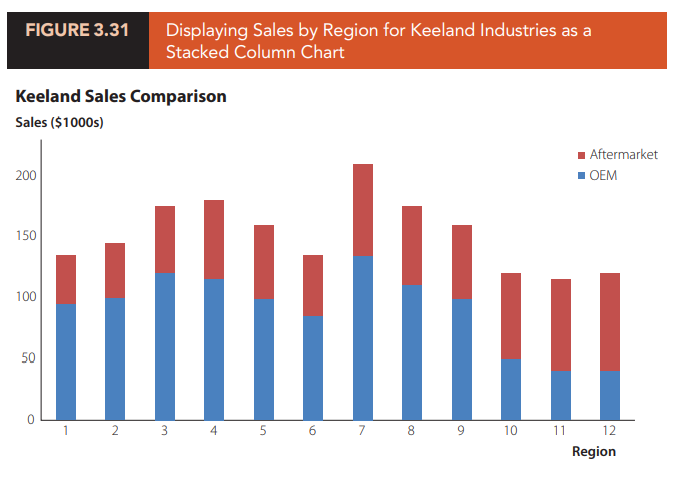 FIGURE 3.31
Displaying Sales by Region for Keeland Industries as a
Stacked Column Chart
Keeland Sales Comparison
Sales ($1000s)
Aftermarket
OEM
200
150
100
50
0
1 2 3 4 5 6 7 8 9 10 11 12
Region